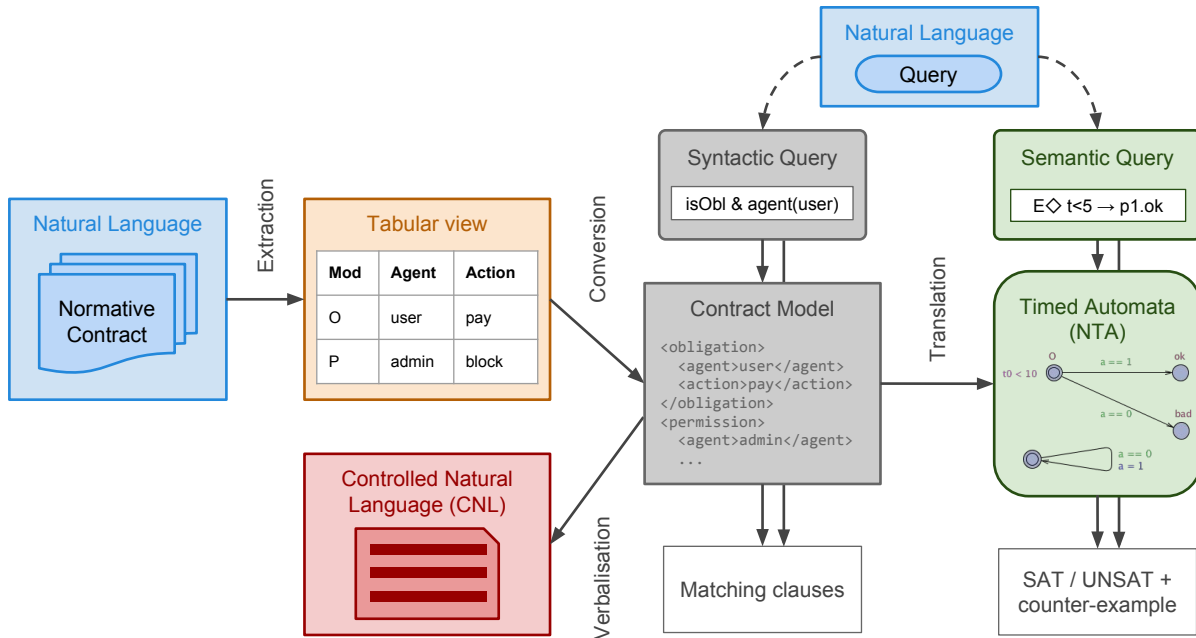 Natural Language
Query
Syntactic Query
isObl & agent(user)
Semantic Query
E◇ t<5 → p1.ok
Natural Language
Normative
Contract
Extraction
Tabular view
Mod Agent Action
O user pay
P admin block
Conversion
Contract Model
<obligation>
<agent>user</agent>
<action>pay</action>
</obligation>
<permission>
<agent>admin</agent>
...
Translation
Timed Automata
(NTA)
O
t0 < 10
a == 1
ok
a == 0
bad
a == 0
a = 1
Controlled Natural
Language (CNL)
Verbalisation
Matching clauses
SAT / UNSAT +
counter-example